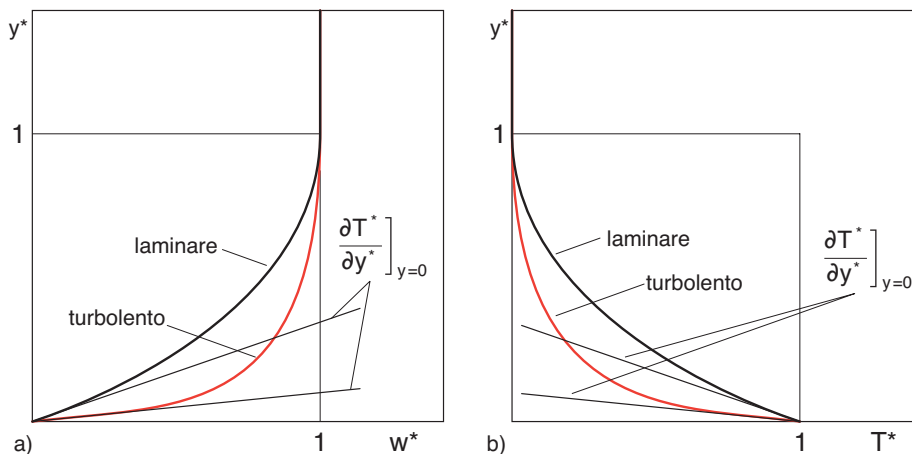 y*
1
laminare
turbolento
∂T*
∂y*
y=0
a)
1
w*
y*
1
laminare
turbolento
∂T*
∂y*
y=0
b)
1
T*